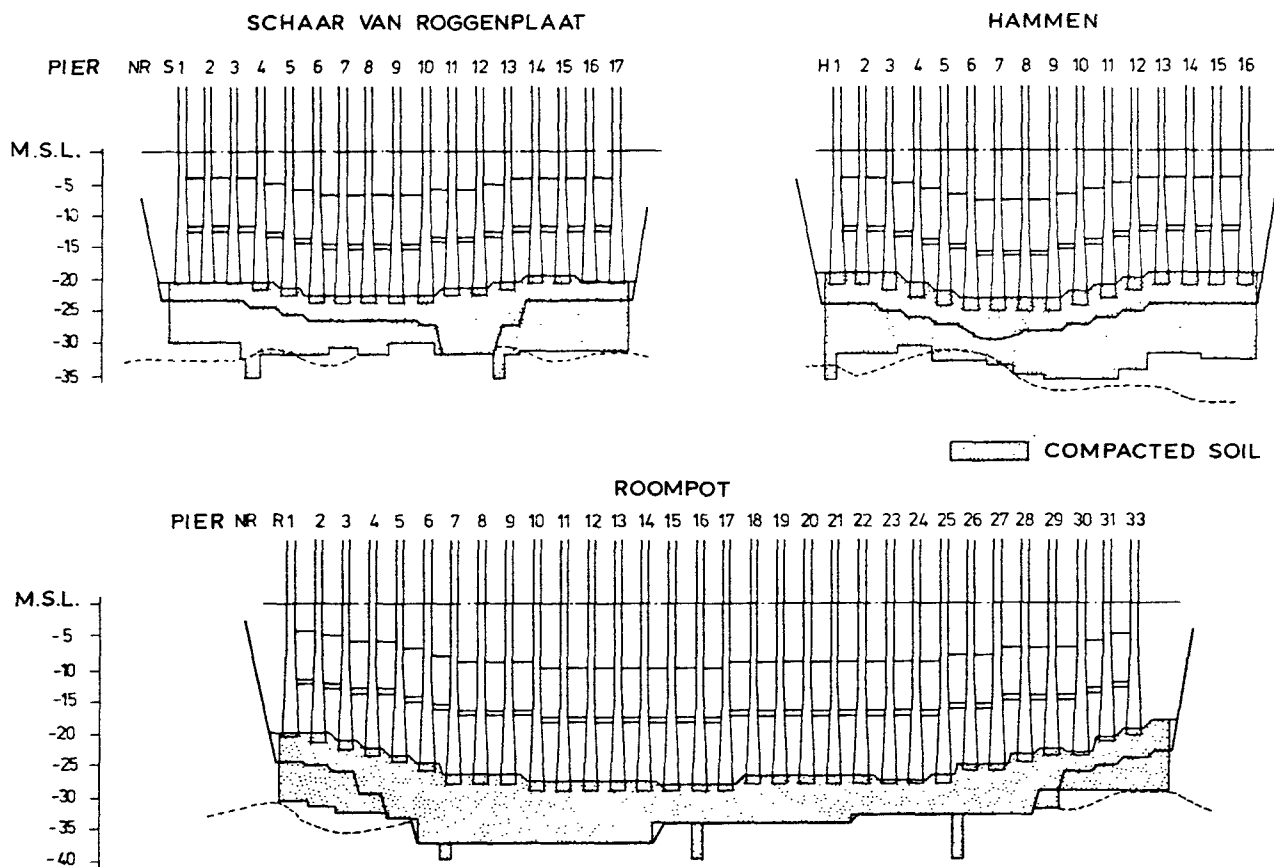 SCHAAR VAN ROGGENPLAAT
PIER NR S1 2 3 4 5 6 7 8 9 10 11 12 13 14 15 16 17
M.S.L.
-5
-10
-15
-20
-25
-30
-35
HAMMEN
H1 2 3 4 5 6 7 8 9 10 11 12 13 14 15 16
COMPACTED SOIL
ROOMPOT
PIER NR R1 2 3 4 5 6 7 8 9 10 11 12 13 14 15 16 17 18 19 20 21 22 23 24 25 26 27 28 29 30 31 33
M.S.L.
-5
-10
-15
-20
-25
-30
-35
-40